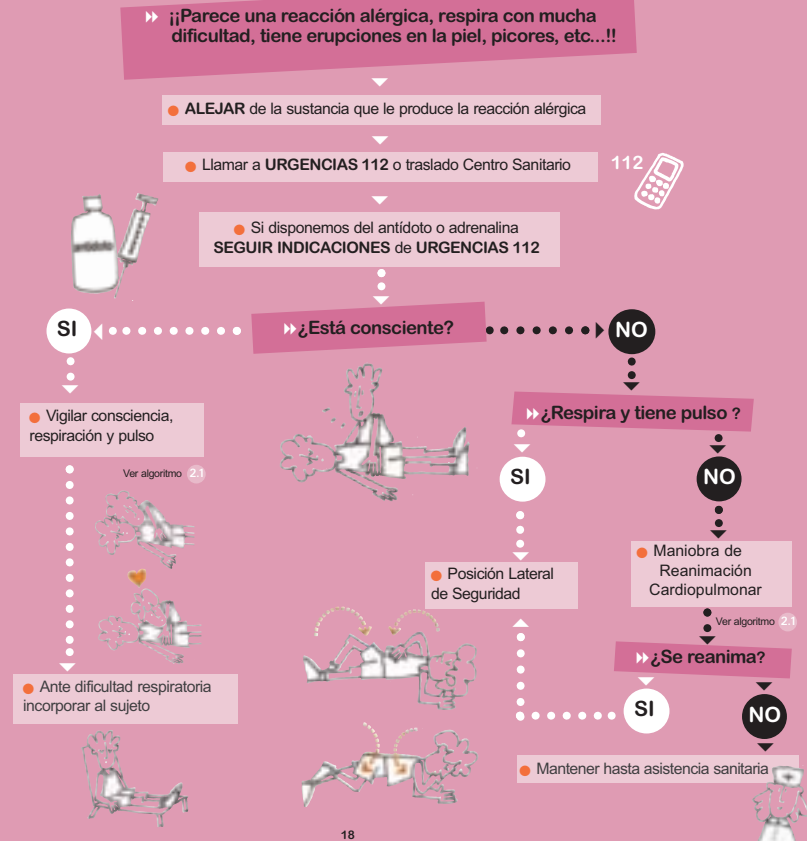 ¡¡Parece una reacción alérgica, respira con mucha
dificultad, tiene erupciones en la piel, picores, etc...!!
ALEJAR de la sustancia que le produce la reacción alérgica
Llamar a URGENCIAS 112 o traslado Centro Sanitario
112
Si disponemos del antídoto o adrenalina
SEGUIR INDICACIONES de URGENCIAS 112
antídoto
SI
¿Está consciente?
NO
Vigilar consciencia,
respiración y pulso
Ver algoritmo 2.1
¿Respira y tiene pulso ?
SI
NO
Posición Lateral
de Seguridad
Maniobra de
Reanimación
Cardiopulmonar
Ver algoritmo 2.1
¿Se reanima?
SI
NO
Ante dificultad respiratoria
incorporar al sujeto
Mantener hasta asistencia sanitaria
18